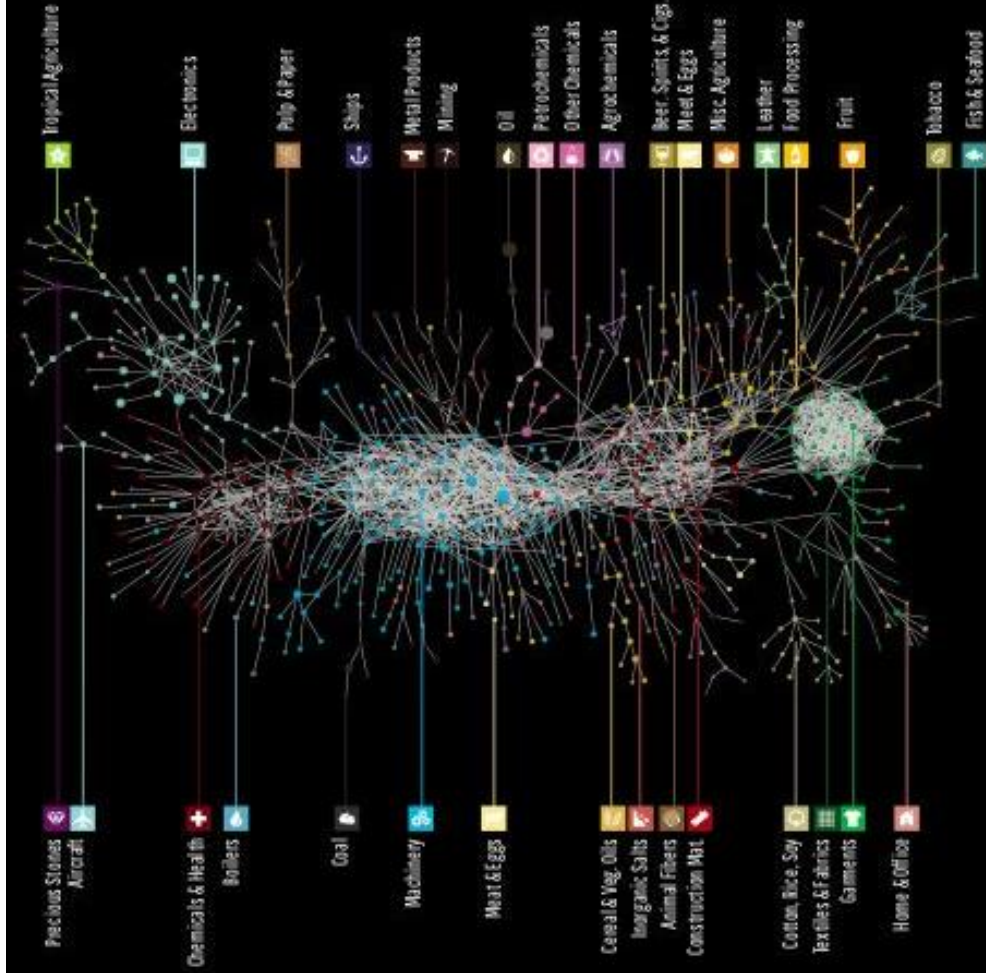 Tropical Agriculture
Electronics
Pulp & Paper
Ships
Metal Products
Mining
Oil
Petrochemicals
Other Chemicals
Agrochemicals
Beer. Spirits. & Cigs.
Meet & Eggs
Misc. Agriculture
Leather
Food Processing
Fruit
Tobacco
Fish & Seafood
Precious Stones
Aircraft
Chemicals & Health
Boilers
Coal
Machinery
Meat & Eggs
Cereal & Veg. Oils
Inorganic Salts
Animal Fibers
Construction Mat.
Cotton. Rice. Soy
Textiles & Fabrics
Garments
Home & Office